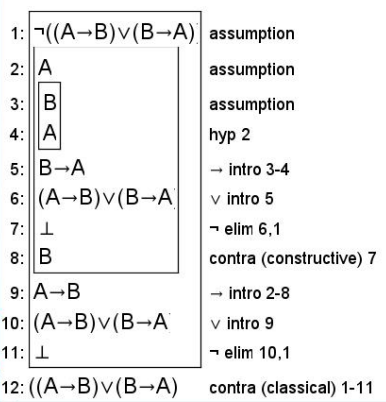 1: ¬((A→B)∨(B→A) assumption
2: A assumption
3: B assumption
4: A hyp 2
5: B→A → intro 3-4
6: (A→B)∨(B→A) ∨ intro 5
7: ⊥ ¬ elim 6,1
8: B contra (constructive) 7
9: A→B → intro 2-8
10: (A→B)∨(B→A ∨ intro 9
11: ⊥ ¬ elim 10,1
12: ((A→B)∨(B→A) contra (classical) 1-11